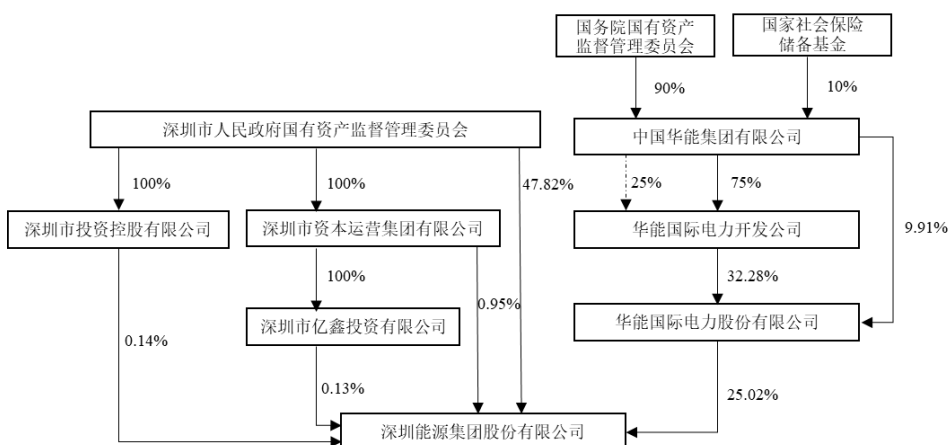 国务院国有资产
监督管理委员会
国家社会保险
储备基金
90%
10%
深圳市人民政府国有资产监督管理委员会
中国华能集团有限公司
100%
100%
47.82%
25%
75%
深圳市投资控股有限公司
深圳市资本运营集团有限公司
华能国际电力开发公司
9.91%
100%
0.95%
32.28%
深圳市亿鑫投资有限公司
华能国际电力股份有限公司
0.14%
0.13%
25.02%
深圳能源集团股份有限公司